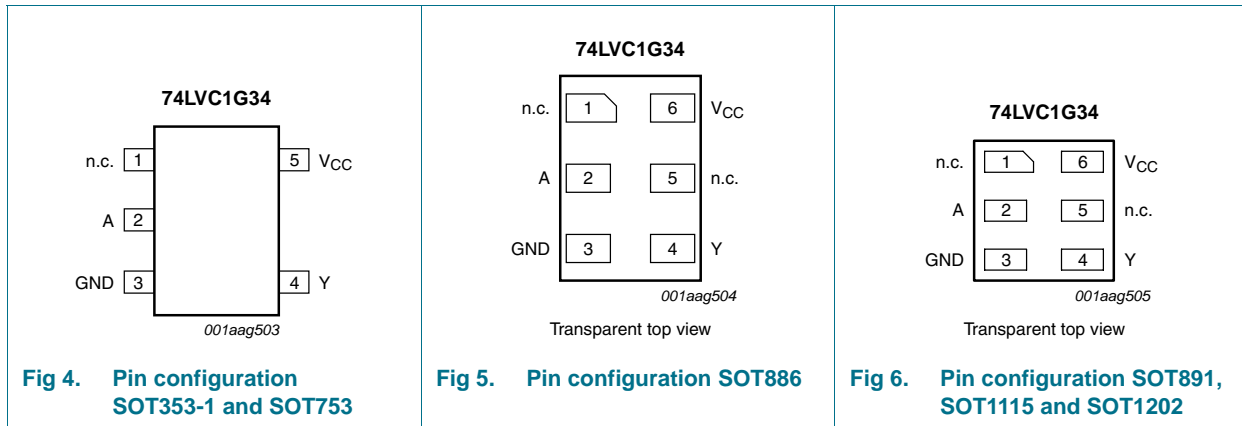 74LVC1G34
n.c. 1
5 VCC
A 2
GND 3
4 Y
001aag503
Fig 4. Pin configuration
SOT353-1 and SOT753
74LVC1G34
n.c. 1
6 VCC
A 2
5 n.c.
GND 3
4 Y
001aag504
Transparent top view
Fig 5. Pin configuration SOT886
74LVC1G34
n.c. 1
6 VCC
A 2
5 n.c.
GND 3
4 Y
001aag505
Transparent top view
Fig 6. Pin configuration SOT891,
SOT1115 and SOT1202